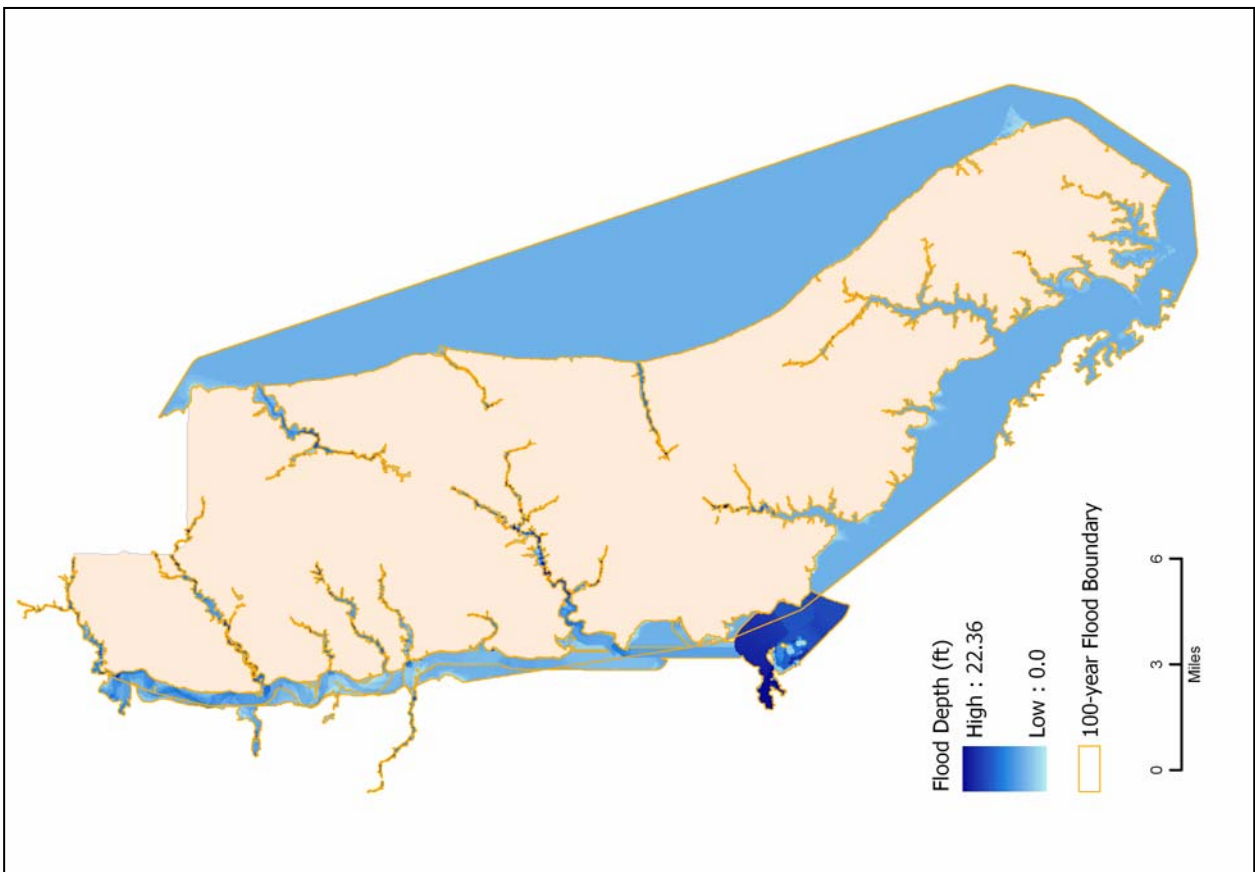 Flood Depth (ft)
High : 22.36
Low : 0.0
100-year Flood Boundary
0
3
6
Miles